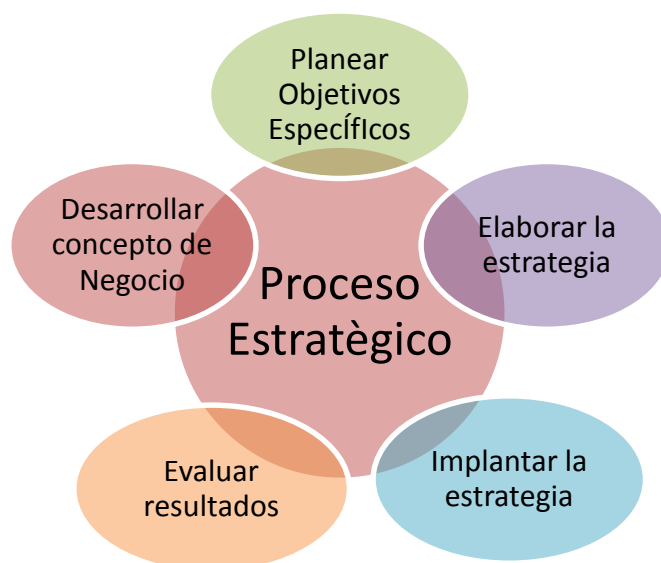 Planear
Objetivos
EspecÍfIcos
Desarrollar
concepto de
Negocio
Elaborar la
estrategia
Proceso
Estratègico
Evaluar
resultados
Implantar la
estrategia